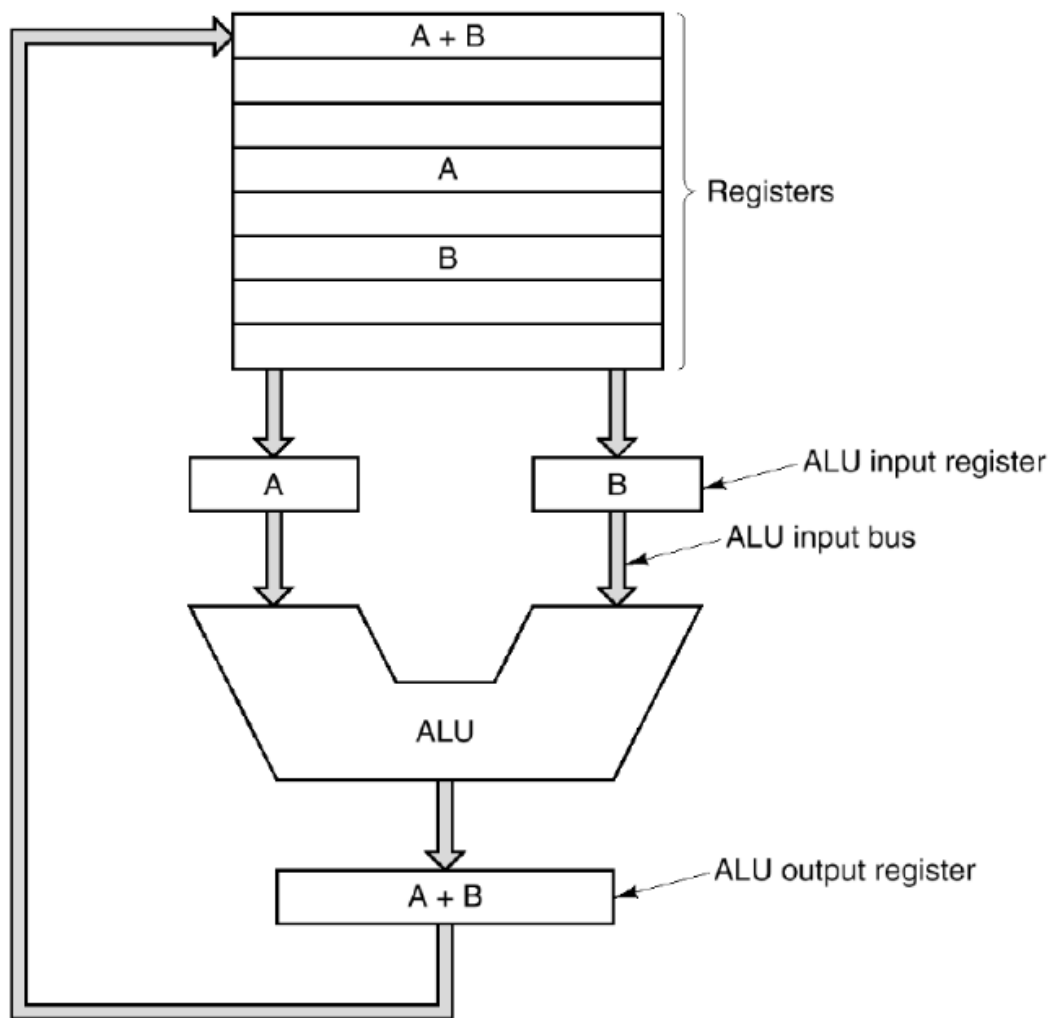 A + B
A
Registers
B
A
B
ALU input register
ALU input bus
ALU
A + B
ALU output register